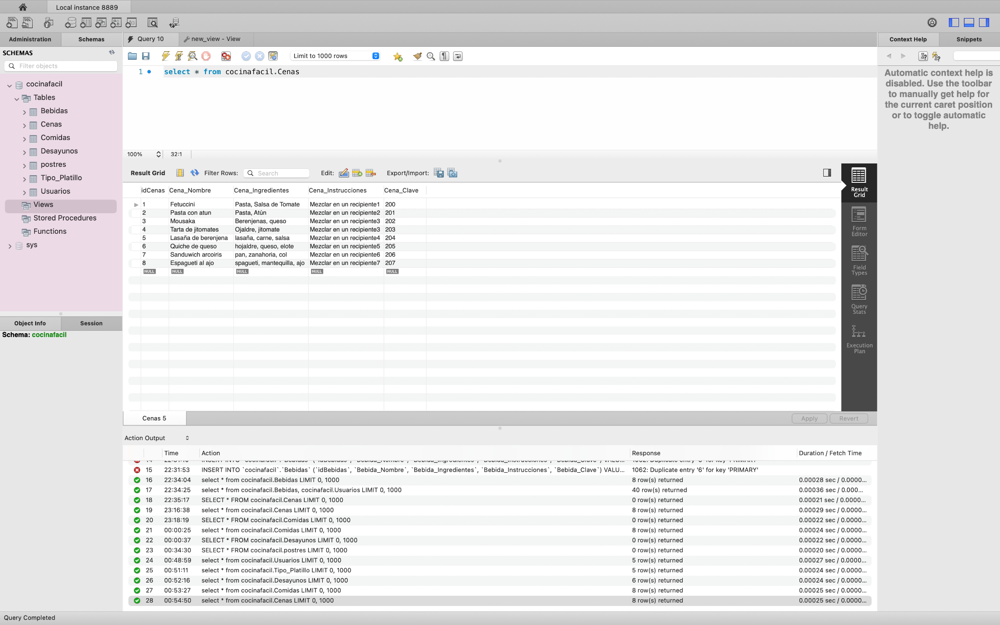 Local instance 8889
Administration
Schemas
Query 10
new_view - View
Context Help
Snippets
SCHEMAS
Filter objects
Limit to 1000 rows
1
select * from cocinafacil.Cenas
Automatic context help is disabled. Use the toolbar to manually get help for the current caret position or to toggle automatic help.
cocinafacil
Tables
Bebidas
Cenas
Comidas
Desayunos
postres
Tipo_Platillo
Usuarios
Views
Stored Procedures
Functions
sys
100%
32:1
Result Grid
Filter Rows:
Search
Edit:
Export/Import:
idCenas Cena_Nombre Cena_Ingredientes Cena_Instrucciones Cena_Clave
1 Fetuccini Pasta, Salsa de Tomate Mezclar en un recipiente1 200
2 Pasta con atun Pasta, Atún Mezclar en un recipiente2 201
3 Mousaka Berenjenas, queso Mezclar en un recipiente3 202
4 Tarta de jitomates Ojaldre, jitomate Mezclar en un recipiente3 203
5 Lasaña de berenjena lasaña, carne, salsa Mezclar en un recipiente4 204
6 Quiche de queso hojaldre, queso, elote Mezclar en un recipiente5 205
7 Sanduwich arcoiris pan, zanahoria, col Mezclar en un recipiente6 206
8 Espagueti al ajo spagueti, mantequilla, ajo Mezclar en un recipiente7 207
NULL NULL NULL NULL NULL
Result Grid
Form Editor
Field Types
Query Stats
Execution Plan
Object Info
Session
Schema: cocinafacil
Cenas 5
Apply
Revert
Action Output
Time Action Response Duration / Fetch Time
15 22:31:53 INSERT INTO `cocinafacil`.`Bebidas` (`idBebidas`, `Bebida_Nombre`, `Bebida_Ingredientes`, `Bebida_Instrucciones`, `Bebida_Clave`) VALU... 1062: Duplicate entry '6' for key 'PRIMARY'
16 22:34:04 select * from cocinafacil.Bebidas LIMIT 0, 1000 8 row(s) returned 0.00028 sec / 0.0000...
17 22:34:25 select * from cocinafacil.Bebidas, cocinafacil.Usuarios LIMIT 0, 1000 40 row(s) returned 0.00036 sec / 0.000...
18 22:35:17 SELECT * FROM cocinafacil.Cenas LIMIT 0, 1000 0 row(s) returned 0.00021 sec / 0.0000...
19 23:16:38 select * from cocinafacil.Cenas LIMIT 0, 1000 8 row(s) returned 0.00029 sec / 0.0000...
20 23:18:19 SELECT * FROM cocinafacil.Comidas LIMIT 0, 1000 0 row(s) returned 0.00022 sec / 0.0000...
21 00:00:25 select * from cocinafacil.Comidas LIMIT 0, 1000 8 row(s) returned 0.00024 sec / 0.0000...
22 00:00:37 SELECT * FROM cocinafacil.Desayunos LIMIT 0, 1000 0 row(s) returned 0.00022 sec / 0.0000...
23 00:34:30 SELECT * FROM cocinafacil.postres LIMIT 0, 1000 0 row(s) returned 0.00020 sec / 0.0000...
24 00:48:59 select * from cocinafacil.Usuarios LIMIT 0, 1000 5 row(s) returned 0.00027 sec / 0.0000...
25 00:51:11 select * from cocinafacil.Tipo_Platillo LIMIT 0, 1000 5 row(s) returned 0.00024 sec / 0.0000...
26 00:52:16 select * from cocinafacil.Desayunos LIMIT 0, 1000 6 row(s) returned 0.00024 sec / 0.0000...
27 00:53:27 select * from cocinafacil.Comidas LIMIT 0, 1000 8 row(s) returned 0.00025 sec / 0.0000...
28 00:54:50 select * from cocinafacil.Cenas LIMIT 0, 1000 8 row(s) returned 0.00025 sec / 0.0000...
Query Completed